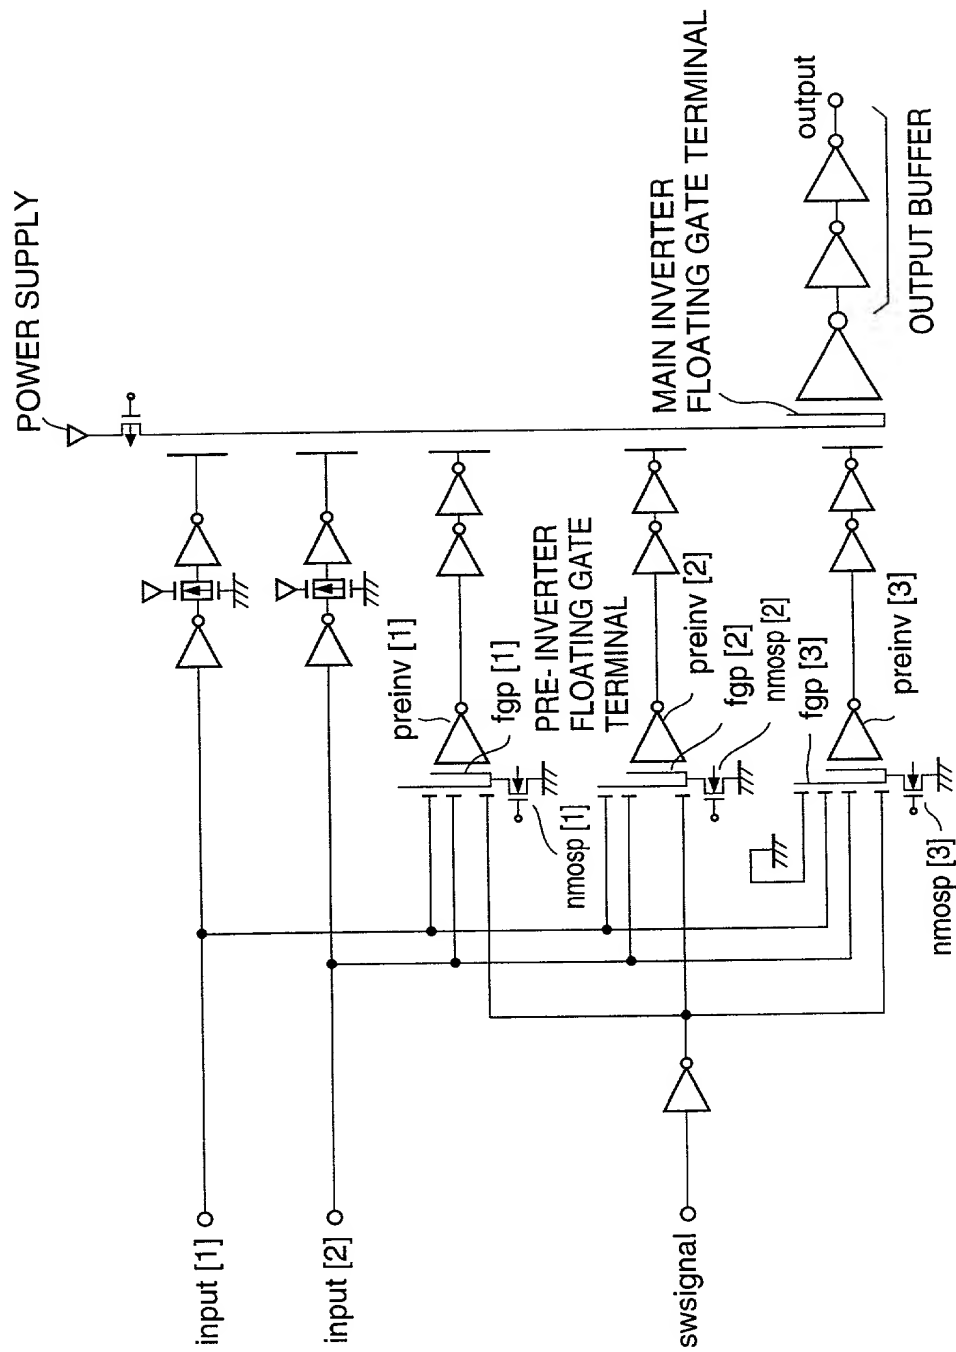 POWER SUPPLY
input [1]
input [2]
swsignal
preinv [1]
fgp [1]
nmosp [1]
PRE- INVERTER
FLOATING GATE
TERMINAL
preinv [2]
fgp [2]
nmosp [2]
fgp [3]
preinv [3]
nmosp [3]
MAIN INVERTER
FLOATING GATE TERMINAL
output
OUTPUT BUFFER